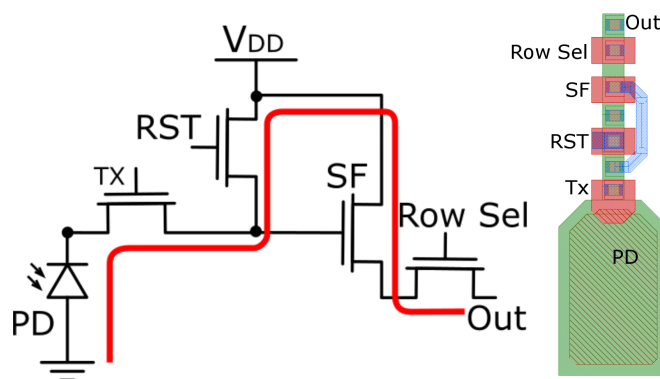 VDD
RST
TX
SF
Row Sel
PD
Out
Out
Row Sel
SF
RST
Tx
PD